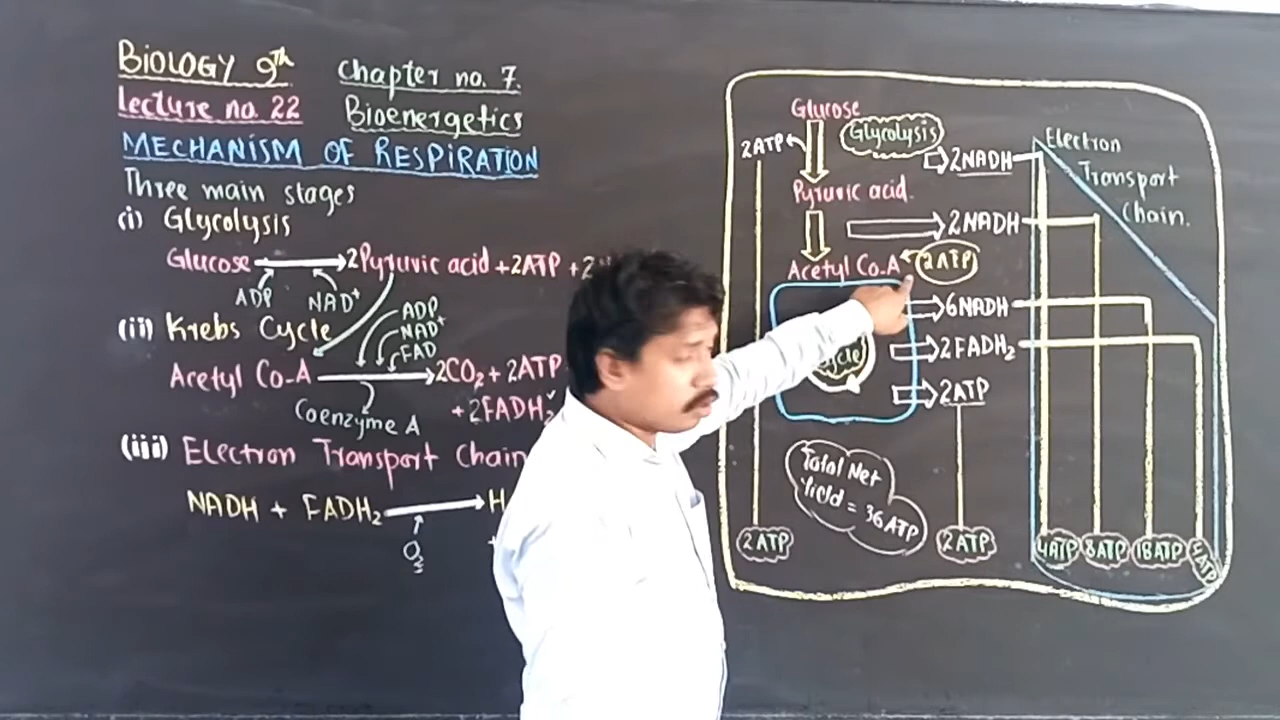 BiOLOGY 9th
chapter no. 7
lecture no. 22
Bioenergetics
MECHANISM OF RESPIRATION
Three main stages
(i) Glycolysis
Glucose → 2Pyruvic acid + 2ATP + 2
ADP NAD+
(ii) Krebs Cycle
ADP
NAD+
FAD
Acetyl Co-A → 2CO2 + 2ATP
+ 2FADH2
Coenzyme A
(iii) Electron Transport Chain
NADH + FADH2 → H
O2
Glucose
Glycolysis
2ATP
2NADH
Electron
Transport
Chain.
Pyruvic acid.
2NADH
Acetyl Co-A
2ATP
6NADH
2FADH2
cycle
2ATP
Total Net
Yield = 36ATP
2ATP
2ATP
4ATP
18ATP
4ATP